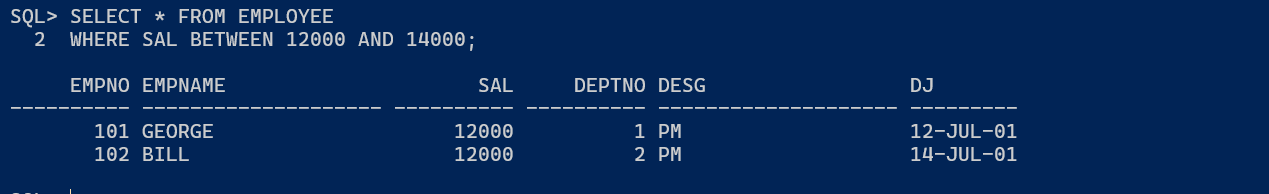 SQL> SELECT * FROM EMPLOYEE
2 WHERE SAL BETWEEN 12000 AND 14000;
EMPNO EMPNAME SAL DEPTNO DESG DJ
---------- -------------------- ---------- ---------- -------------------- ---------
101 GEORGE 12000 1 PM 12-JUL-01
102 BILL 12000 2 PM 14-JUL-01